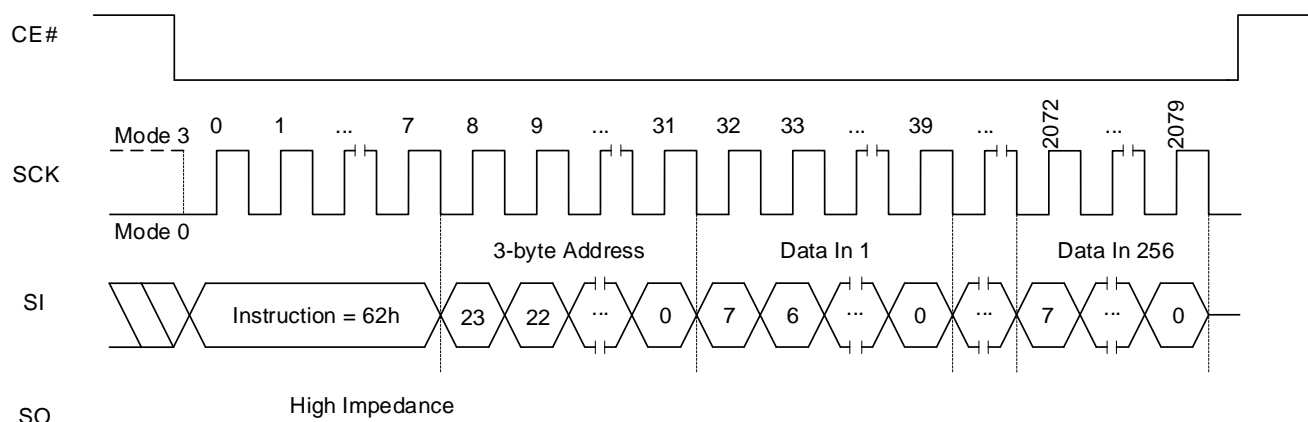 CE#
Mode 3 0 1 ... 7 8 9 ... 31 32 33 ... 39 ... 2072 ... 2079
SCK
Mode 0
3-byte Address Data In 1 Data In 256
SI Instruction = 62h 23 22 ... 0 7 6 ... 0 ... 7 ... 0
High Impedance
SO